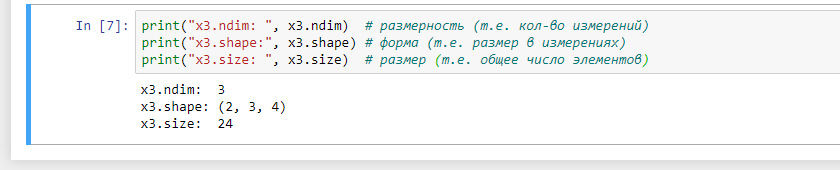 In [7]: print("x3.ndim: ", x3.ndim)  # размерность (т.е. кол-во измерений)
print("x3.shape:", x3.shape) # форма (т.е. размер в измерениях)
print("x3.size: ", x3.size)  # размер (т.е. общее число элементов)
x3.ndim:  3
x3.shape: (2, 3, 4)
x3.size:  24